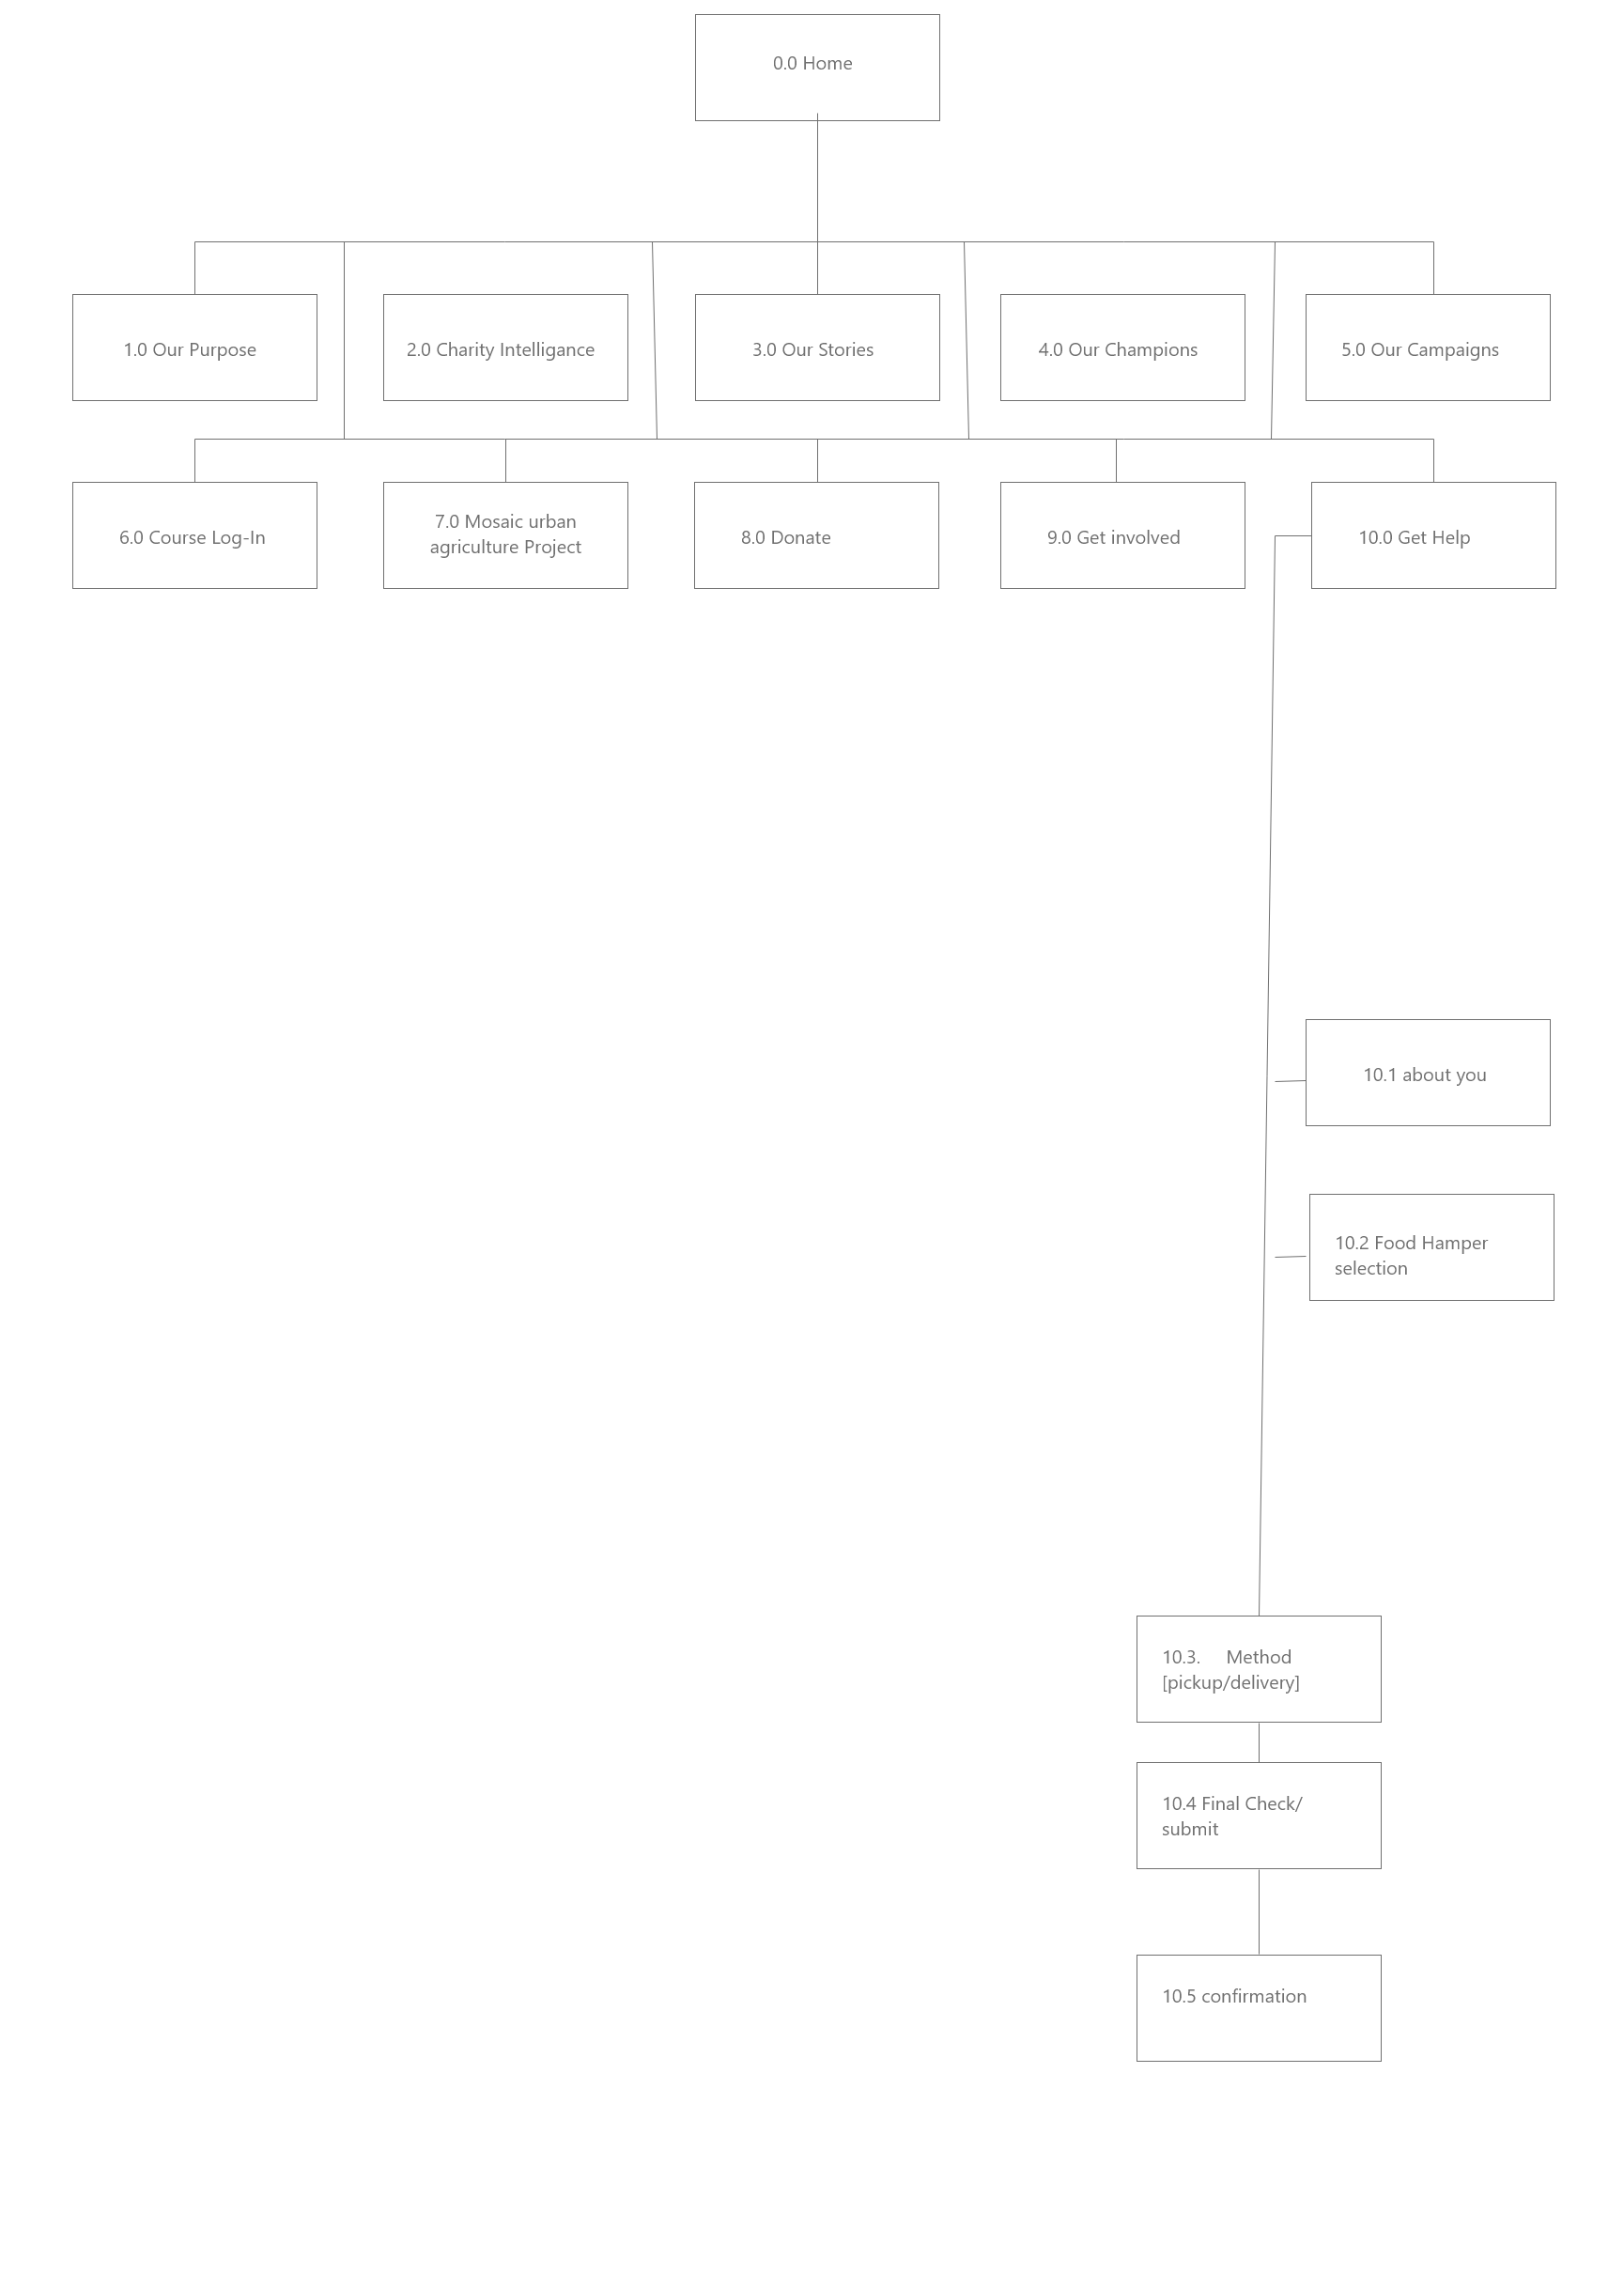 0.0 Home
1.0 Our Purpose
2.0 Charity Intelligance
3.0 Our Stories
4.0 Our Champions
5.0 Our Campaigns
6.0 Course Log-In
7.0 Mosaic urban
agriculture Project
8.0 Donate
9.0 Get involved
10.0 Get Help
10.1 about you
10.2 Food Hamper
selection
10.3. Method
[pickup/delivery]
10.4 Final Check/
submit
10.5 confirmation